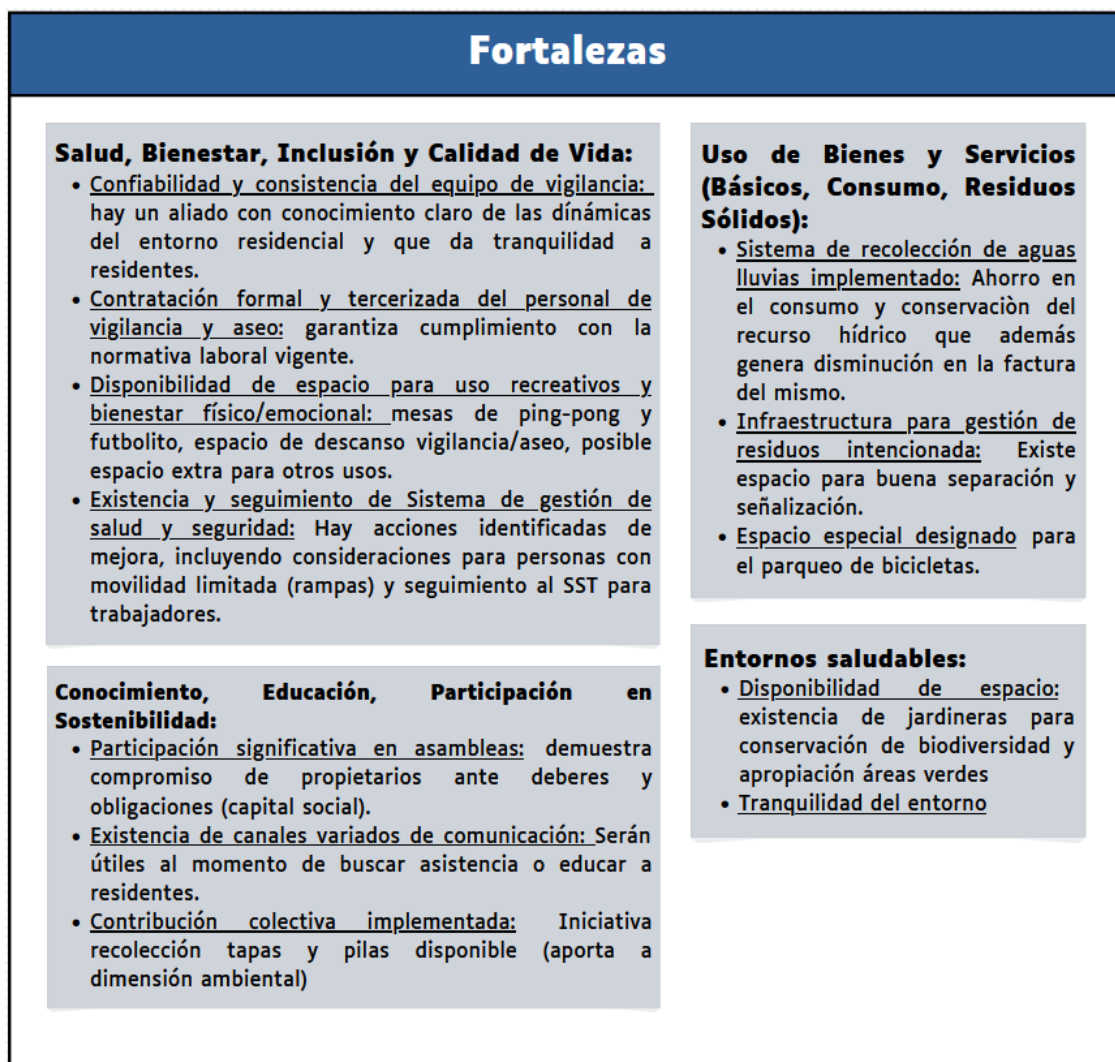 Fortalezas
Salud, Bienestar, Inclusión y Calidad de Vida:
• Confiabilidad y consistencia del equipo de vigilancia:
hay un aliado con conocimiento claro de las dínámicas
del entorno residencial y que da tranquilidad a
residentes.
• Contratación formal y tercerizada del personal de
vigilancia y aseo: garantiza cumplimiento con la
normativa laboral vigente.
• Disponibilidad de espacio para uso recreativos y
bienestar físico/emocional: mesas de ping-pong y
futbolito, espacio de descanso vigilancia/aseo, posible
espacio extra para otros usos.
• Existencia y seguimiento de Sistema de gestión de
salud y seguridad: Hay acciones identificadas de
mejora, incluyendo consideraciones para personas con
movilidad limitada (rampas) y seguimiento al SST para
trabajadores.
Conocimiento, Educación, Participación en
Sostenibilidad:
• Participación significativa en asambleas: demuestra
compromiso de propietarios ante deberes y
obligaciones (capital social).
• Existencia de canales variados de comunicación: Serán
útiles al momento de buscar asistencia o educar a
residentes.
• Contribución colectiva implementada: Iniciativa
recolección tapas y pilas disponible (aporta a
dimensión ambiental)
Uso de Bienes y Servicios
(Básicos, Consumo, Residuos
Sólidos):
• Sistema de recolección de aguas
lluvias implementado: Ahorro en
el consumo y conservaciòn del
recurso hídrico que además
genera disminución en la factura
del mismo.
• Infraestructura para gestión de
residuos intencionada: Existe
espacio para buena separación y
señalización.
• Espacio especial designado para
el parqueo de bicicletas.
Entornos saludables:
• Disponibilidad de espacio:
existencia de jardineras para
conservación de biodiversidad y
apropiación áreas verdes
• Tranquilidad del entorno